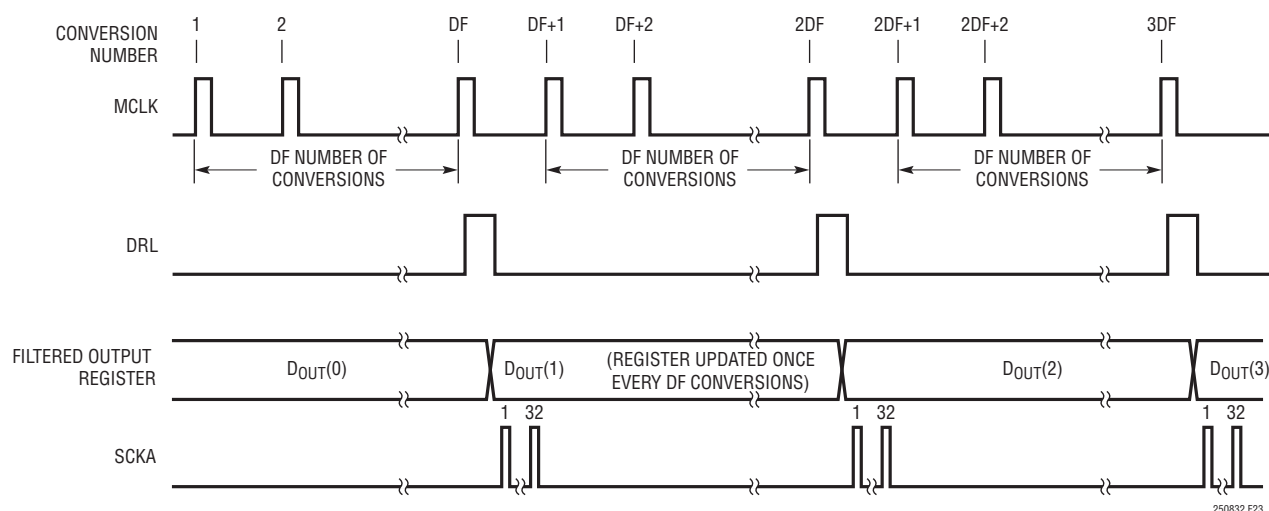 CONVERSION
NUMBER
1
2
DF
DF+1
DF+2
2DF
2DF+1
2DF+2
3DF
MCLK
DF NUMBER OF
CONVERSIONS
DF NUMBER OF
CONVERSIONS
DF NUMBER OF
CONVERSIONS
DRL
FILTERED OUTPUT
REGISTER
DOUT(0)
DOUT(1)
(REGISTER UPDATED ONCE
EVERY DF CONVERSIONS)
DOUT(2)
DOUT(3)
1 32
1 32
1 32
SCKA
250832 F23